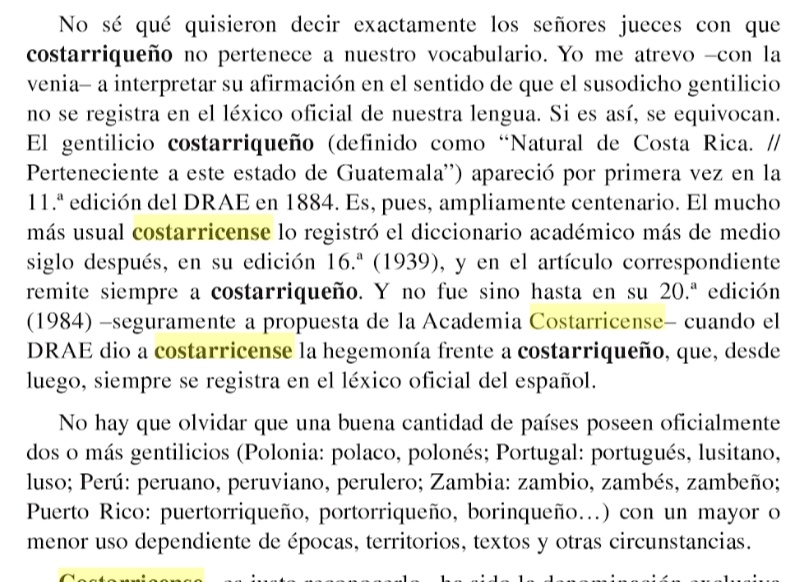 No sé qué quisieron decir exactamente los señores jueces con que
costarriqueño no pertenece a nuestro vocabulario. Yo me atrevo –con la
venia– a interpretar su afirmación en el sentido de que el susodicho gentilicio
no se registra en el léxico oficial de nuestra lengua. Si es así, se equivocan.
El gentilicio costarriqueño (definido como “Natural de Costa Rica. //
Perteneciente a este estado de Guatemala”) apareció por primera vez en la
11.ª edición del DRAE en 1884. Es, pues, ampliamente centenario. El mucho
más usual costarricense lo registró el diccionario académico más de medio
siglo después, en su edición 16.ª (1939), y en el artículo correspondiente
remite siempre a costarriqueño. Y no fue sino hasta en su 20.ª edición
(1984) –seguramente a propuesta de la Academia Costarricense– cuando el
DRAE dio a costarricense la hegemonía frente a costarriqueño, que, desde
luego, siempre se registra en el léxico oficial del español.
No hay que olvidar que una buena cantidad de países poseen oficialmente
dos o más gentilicios (Polonia: polaco, polonés; Portugal: portugués, lusitano,
luso; Perú: peruano, peruviano, perulero; Zambia: zambio, zambés, zambeño;
Puerto Rico: puertorriqueño, portorriqueño, borinqueño...) con un mayor o
menor uso dependiente de épocas, territorios, textos y otras circunstancias.